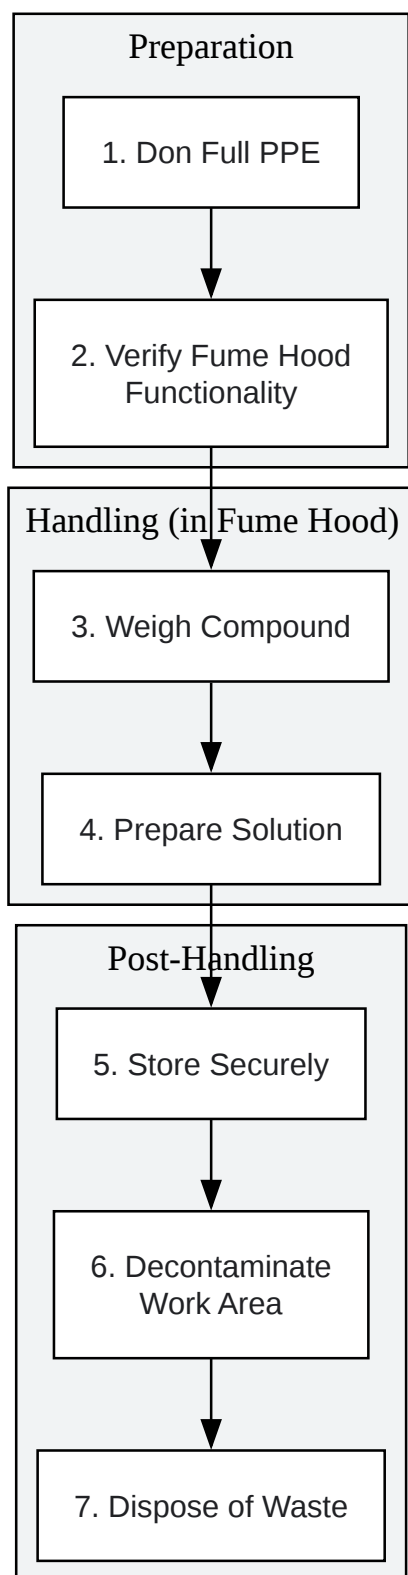 Preparation
1. Don Full PPE
2. Verify Fume Hood
Functionality
Handling (in Fume Hood)
3. Weigh Compound
4. Prepare Solution
Post-Handling
5. Store Securely
6. Decontaminate
Work Area
7. Dispose of Waste